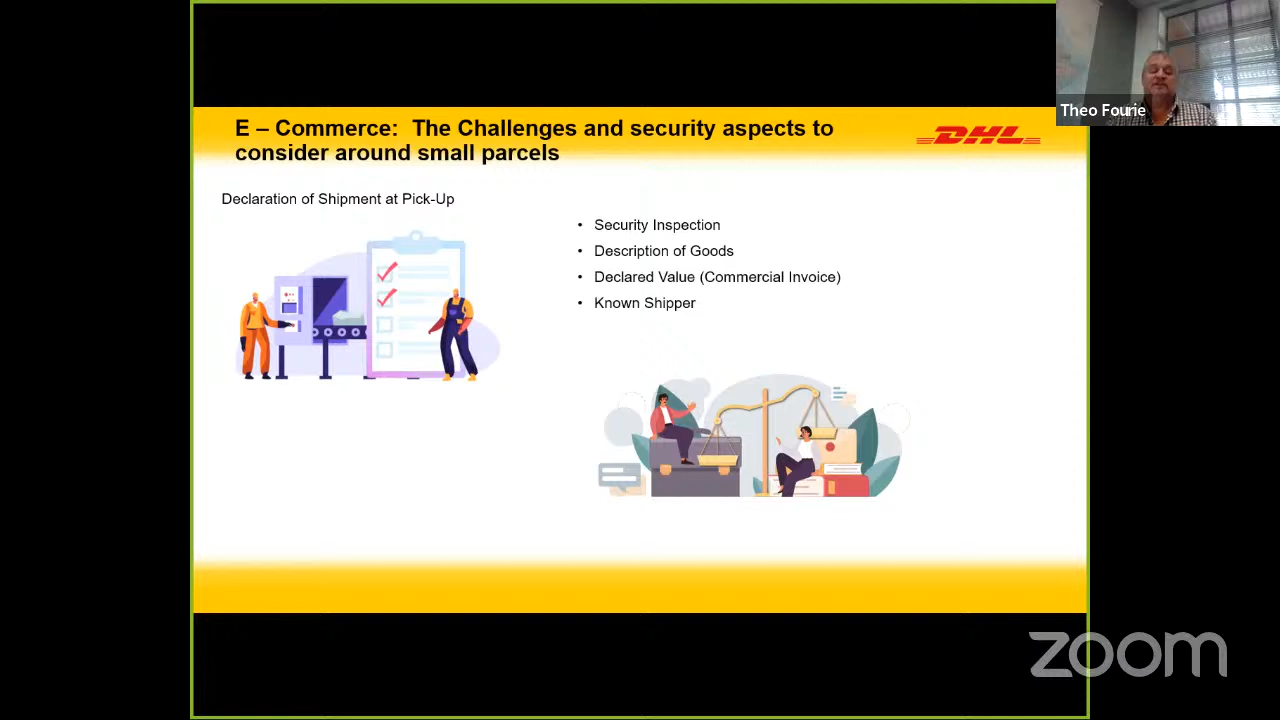 Theo Fourie
E – Commerce: The Challenges and security aspects to
consider around small parcels
DHL
Declaration of Shipment at Pick-Up
• Security Inspection
• Description of Goods
• Declared Value (Commercial Invoice)
• Known Shipper
zoom